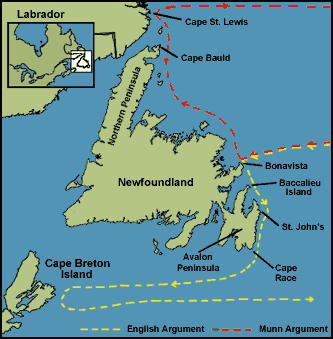 Labrador
Cape St. Lewis
Cape Bauld
Northern Peninsula
Newfoundland
Bonavista
Baccalieu
Island
St. John's
Avalon
Peninsula
Cape
Race
Cape Breton
Island
English Argument
Munn Argument